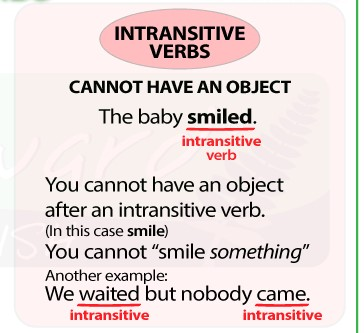 INTRANSITIVE
VERBS
CANNOT HAVE AN OBJECT
The baby smiled.
intransitive
verb
You cannot have an object
after an intransitive verb.
(In this case smile)
You cannot “smile something”
Another example:
We waited but nobody came.
intransitive intransitive